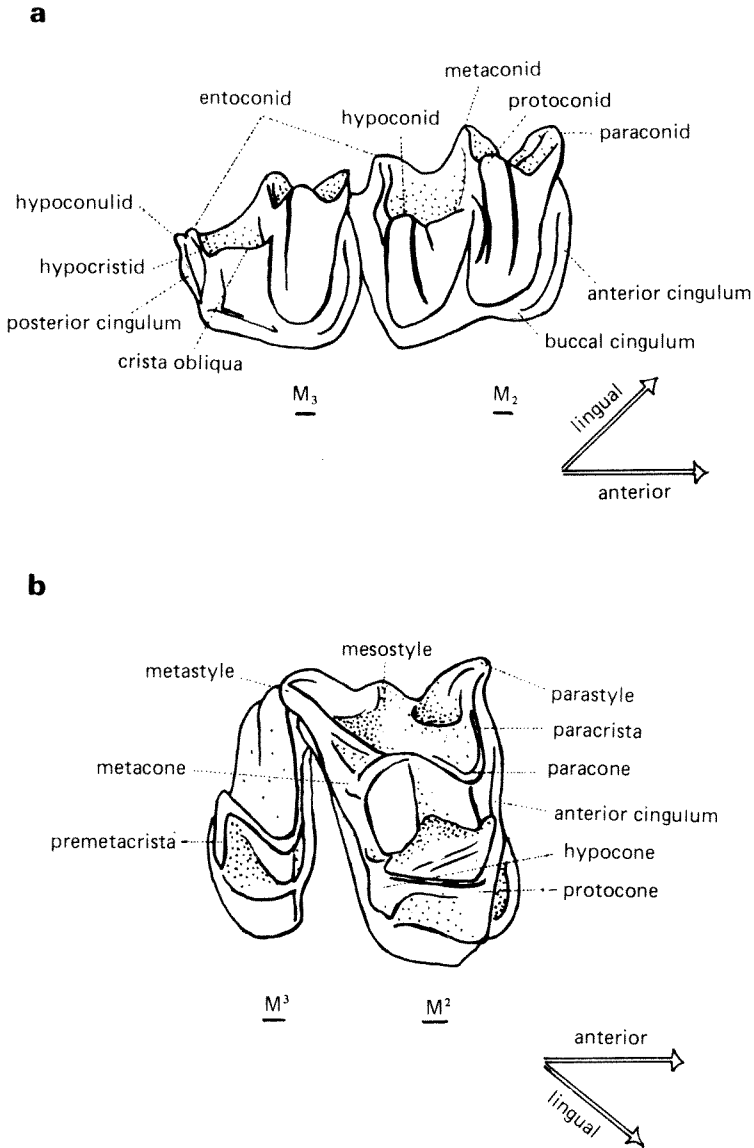 a
metaconid
entoconid
protoconid
hypoconid
paraconid
hypoconulid
hypocristid
anterior cingulum
posterior cingulum
buccal cingulum
crista obliqua
M₃
M₂
lingual
anterior
b
mesostyle
metastyle
parastyle
paracrista
metacone
paracone
anterior cingulum
premetacrista
hypocone
protocone
M³
M²
anterior
lingual